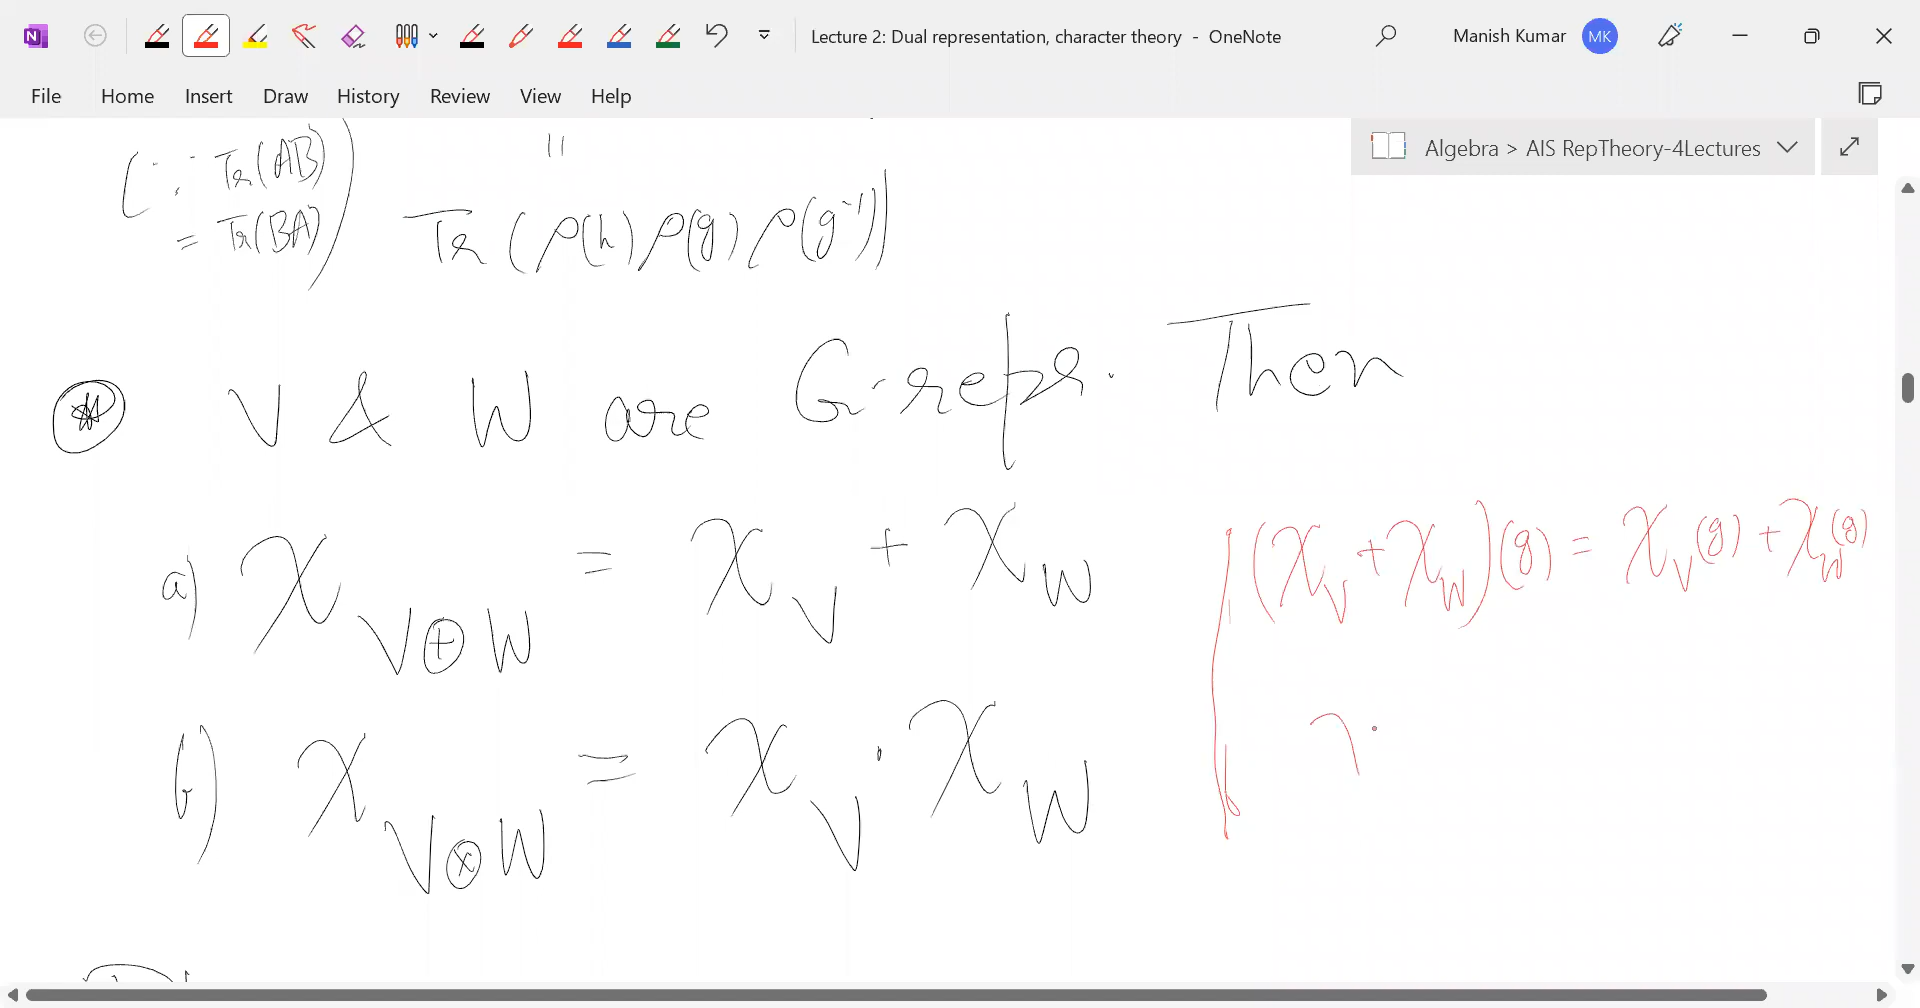 Lecture 2: Dual representation, character theory - OneNote
Manish Kumar MK
File Home Insert Draw History Review View Help
Algebra > AIS RepTheory-4Lectures
(∵ Tr(AB)
= Tr(BA))
"
Tr(ρ(h)ρ(g)ρ(g⁻¹))
* V & W are G-reps. Then
a) χ_{V⊕W} = χ_V + χ_W
(χ_V + χ_W)(g) = χ_V(g) + χ_W(g)
b) χ_{V⊗W} = χ_V · χ_W